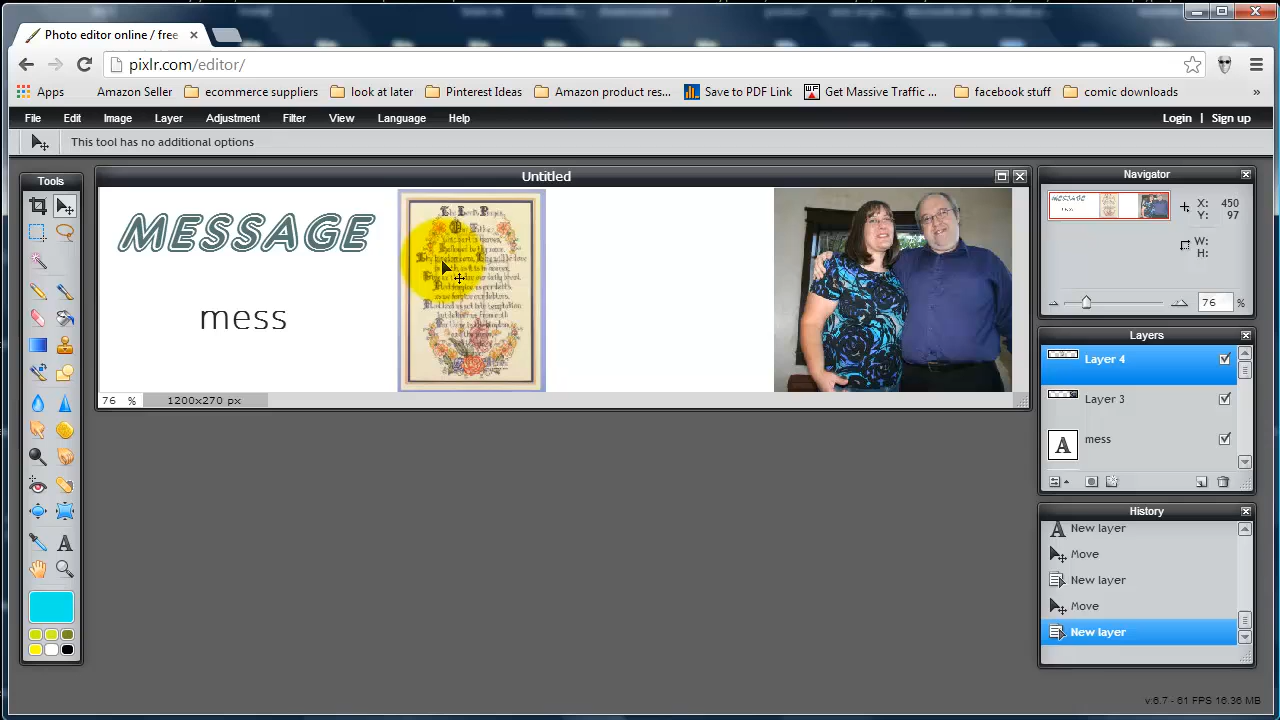 Photo editor online / free
pixlr.com/editor/
Apps Amazon Seller ecommerce suppliers look at later Pinterest Ideas Amazon product res... Save to PDF Link Get Massive Traffic ... facebook stuff comic downloads »
File Edit Image Layer Adjustment Filter View Language Help Login | Sign up
This tool has no additional options
Tools
Untitled
MESSAGE
mess
76 % 1200x270 px
Navigator
X: 450
Y: 97
W:
H:
76 %
Layers
Layer 4
Layer 3
A mess
History
New layer
Move
New layer
Move
New layer
v:6.7 - 61 FPS 16.36 MB